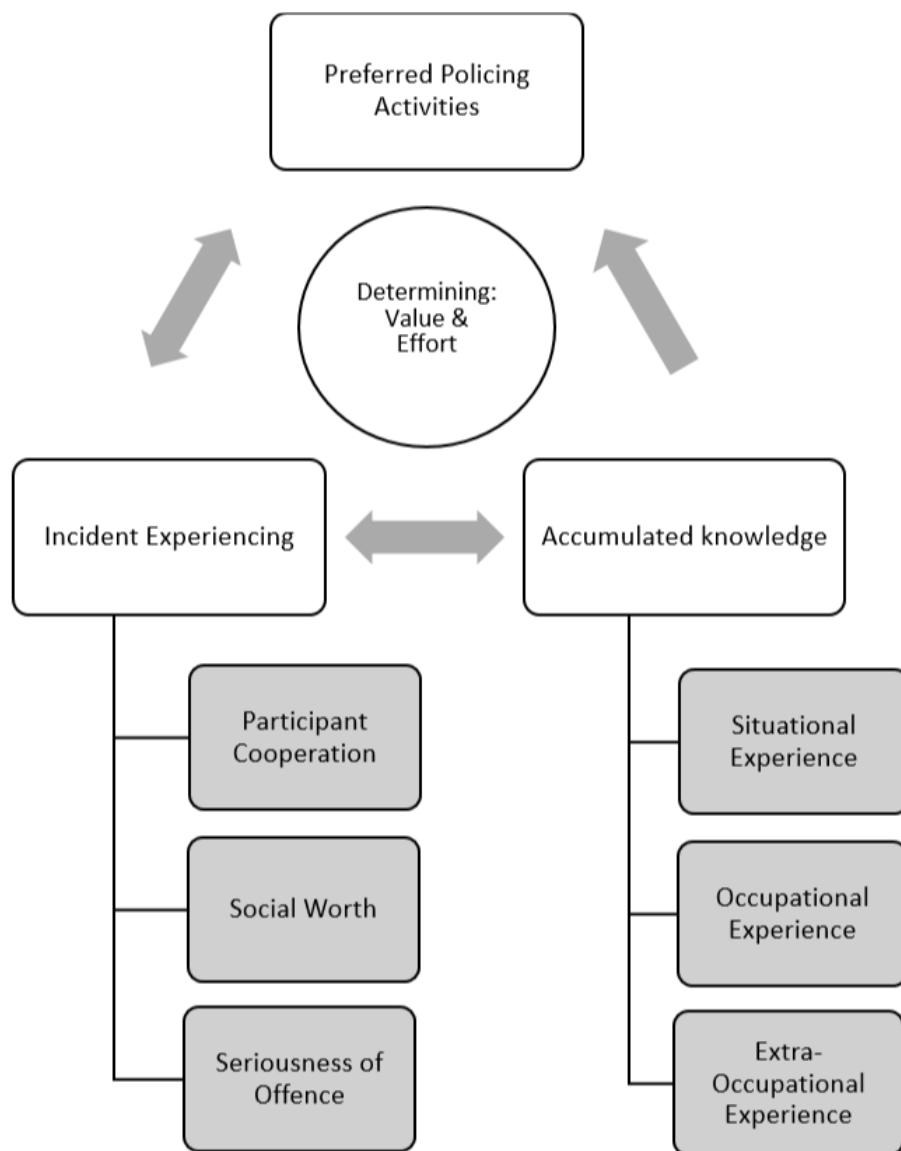 Preferred Policing
Activities
Determining:
Value &
Effort
Incident Experiencing
Accumulated knowledge
Participant
Cooperation
Social Worth
Seriousness of
Offence
Situational
Experience
Occupational
Experience
Extra-
Occupational
Experience